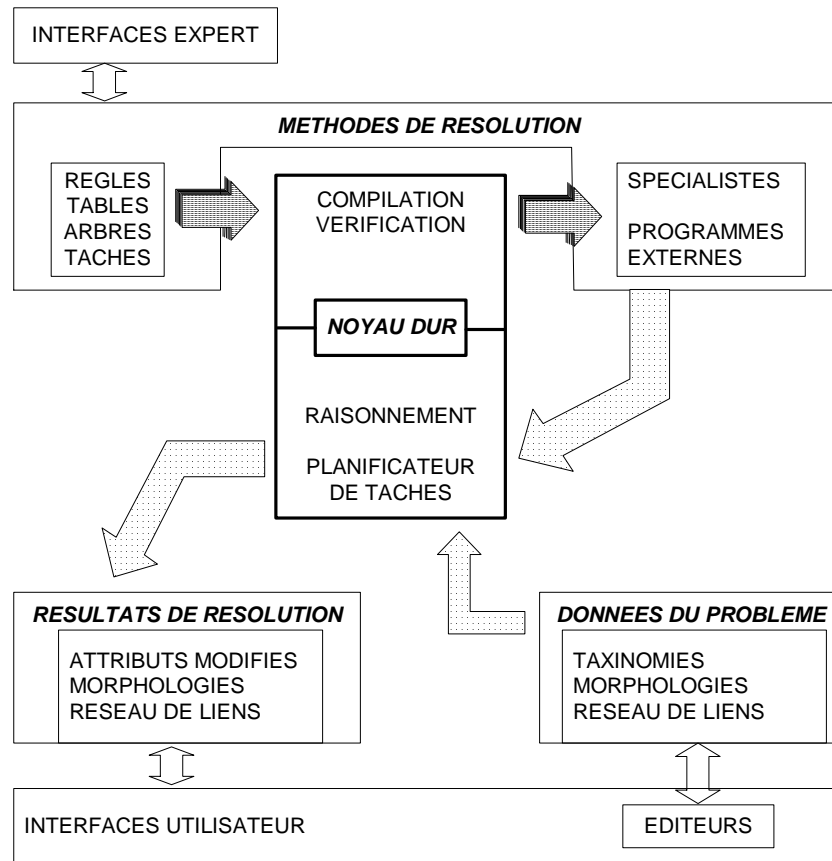 INTERFACES EXPERT
METHODES DE RESOLUTION
REGLES
TABLES
ARBRES
TACHES
COMPILATION
VERIFICATION
SPECIALISTES
PROGRAMMES
EXTERNES
NOYAU DUR
RAISONNEMENT
PLANIFICATEUR
DE TACHES
RESULTATS DE RESOLUTION
ATTRIBUTS MODIFIES
MORPHOLOGIES
RESEAU DE LIENS
DONNEES DU PROBLEME
TAXINOMIES
MORPHOLOGIES
RESEAU DE LIENS
INTERFACES UTILISATEUR
EDITEURS